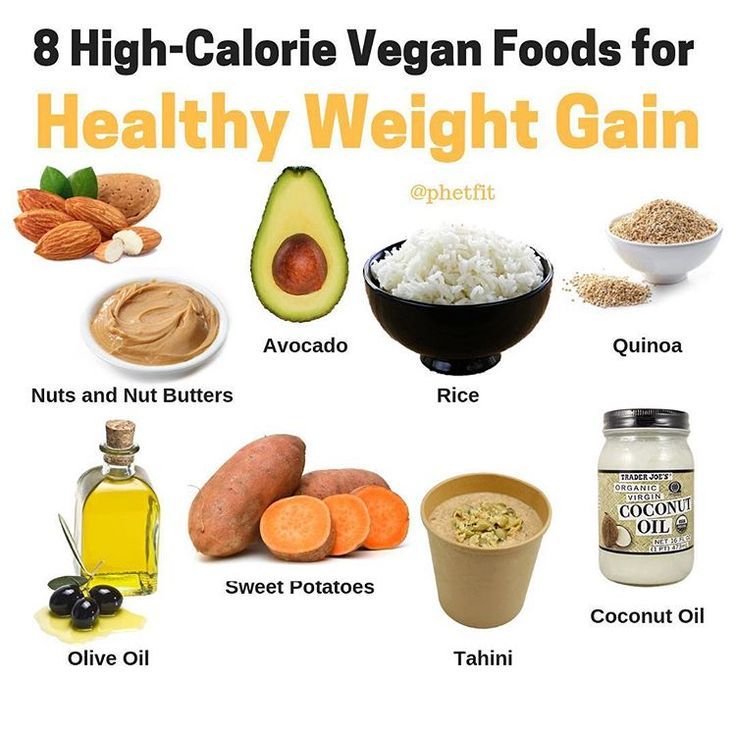 8 High-Calorie Vegan Foods for
Healthy Weight Gain
@phetfit
Avocado
Quinoa
Nuts and Nut Butters
Rice
TRADER JOE'S
ORGANIC
VIRGIN
COCONUT
OIL
NET 16 FL OZ
(1 PT) 473mL
Sweet Potatoes
Coconut Oil
Olive Oil
Tahini